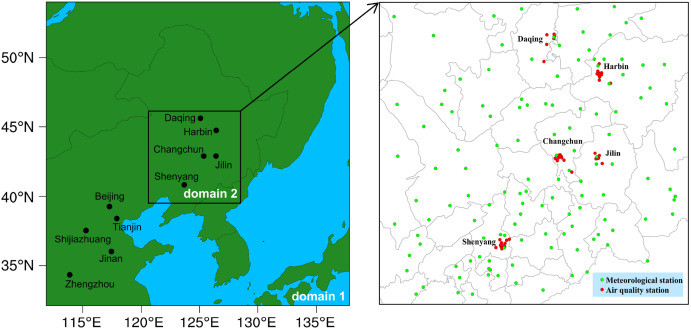 50°N
45°N
40°N
35°N
115°E
120°E
125°E
130°E
135°E
Daqing
Harbin
Changchun
Jilin
Shenyang
domain 2
Beijing
Tianjin
Shijiazhuang
Jinan
Zhengzhou
domain 1
Daqing
Harbin
Changchun
Jilin
Shenyang
Meteorological station
Air quality station